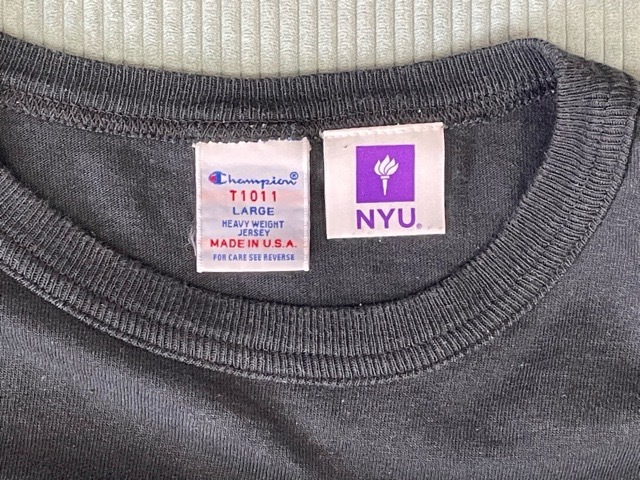 Champion
T1011
LARGE
HEAVY WEIGHT
JERSEY
MADE IN U.S.A.
FOR CARE SEE REVERSE
NYU®